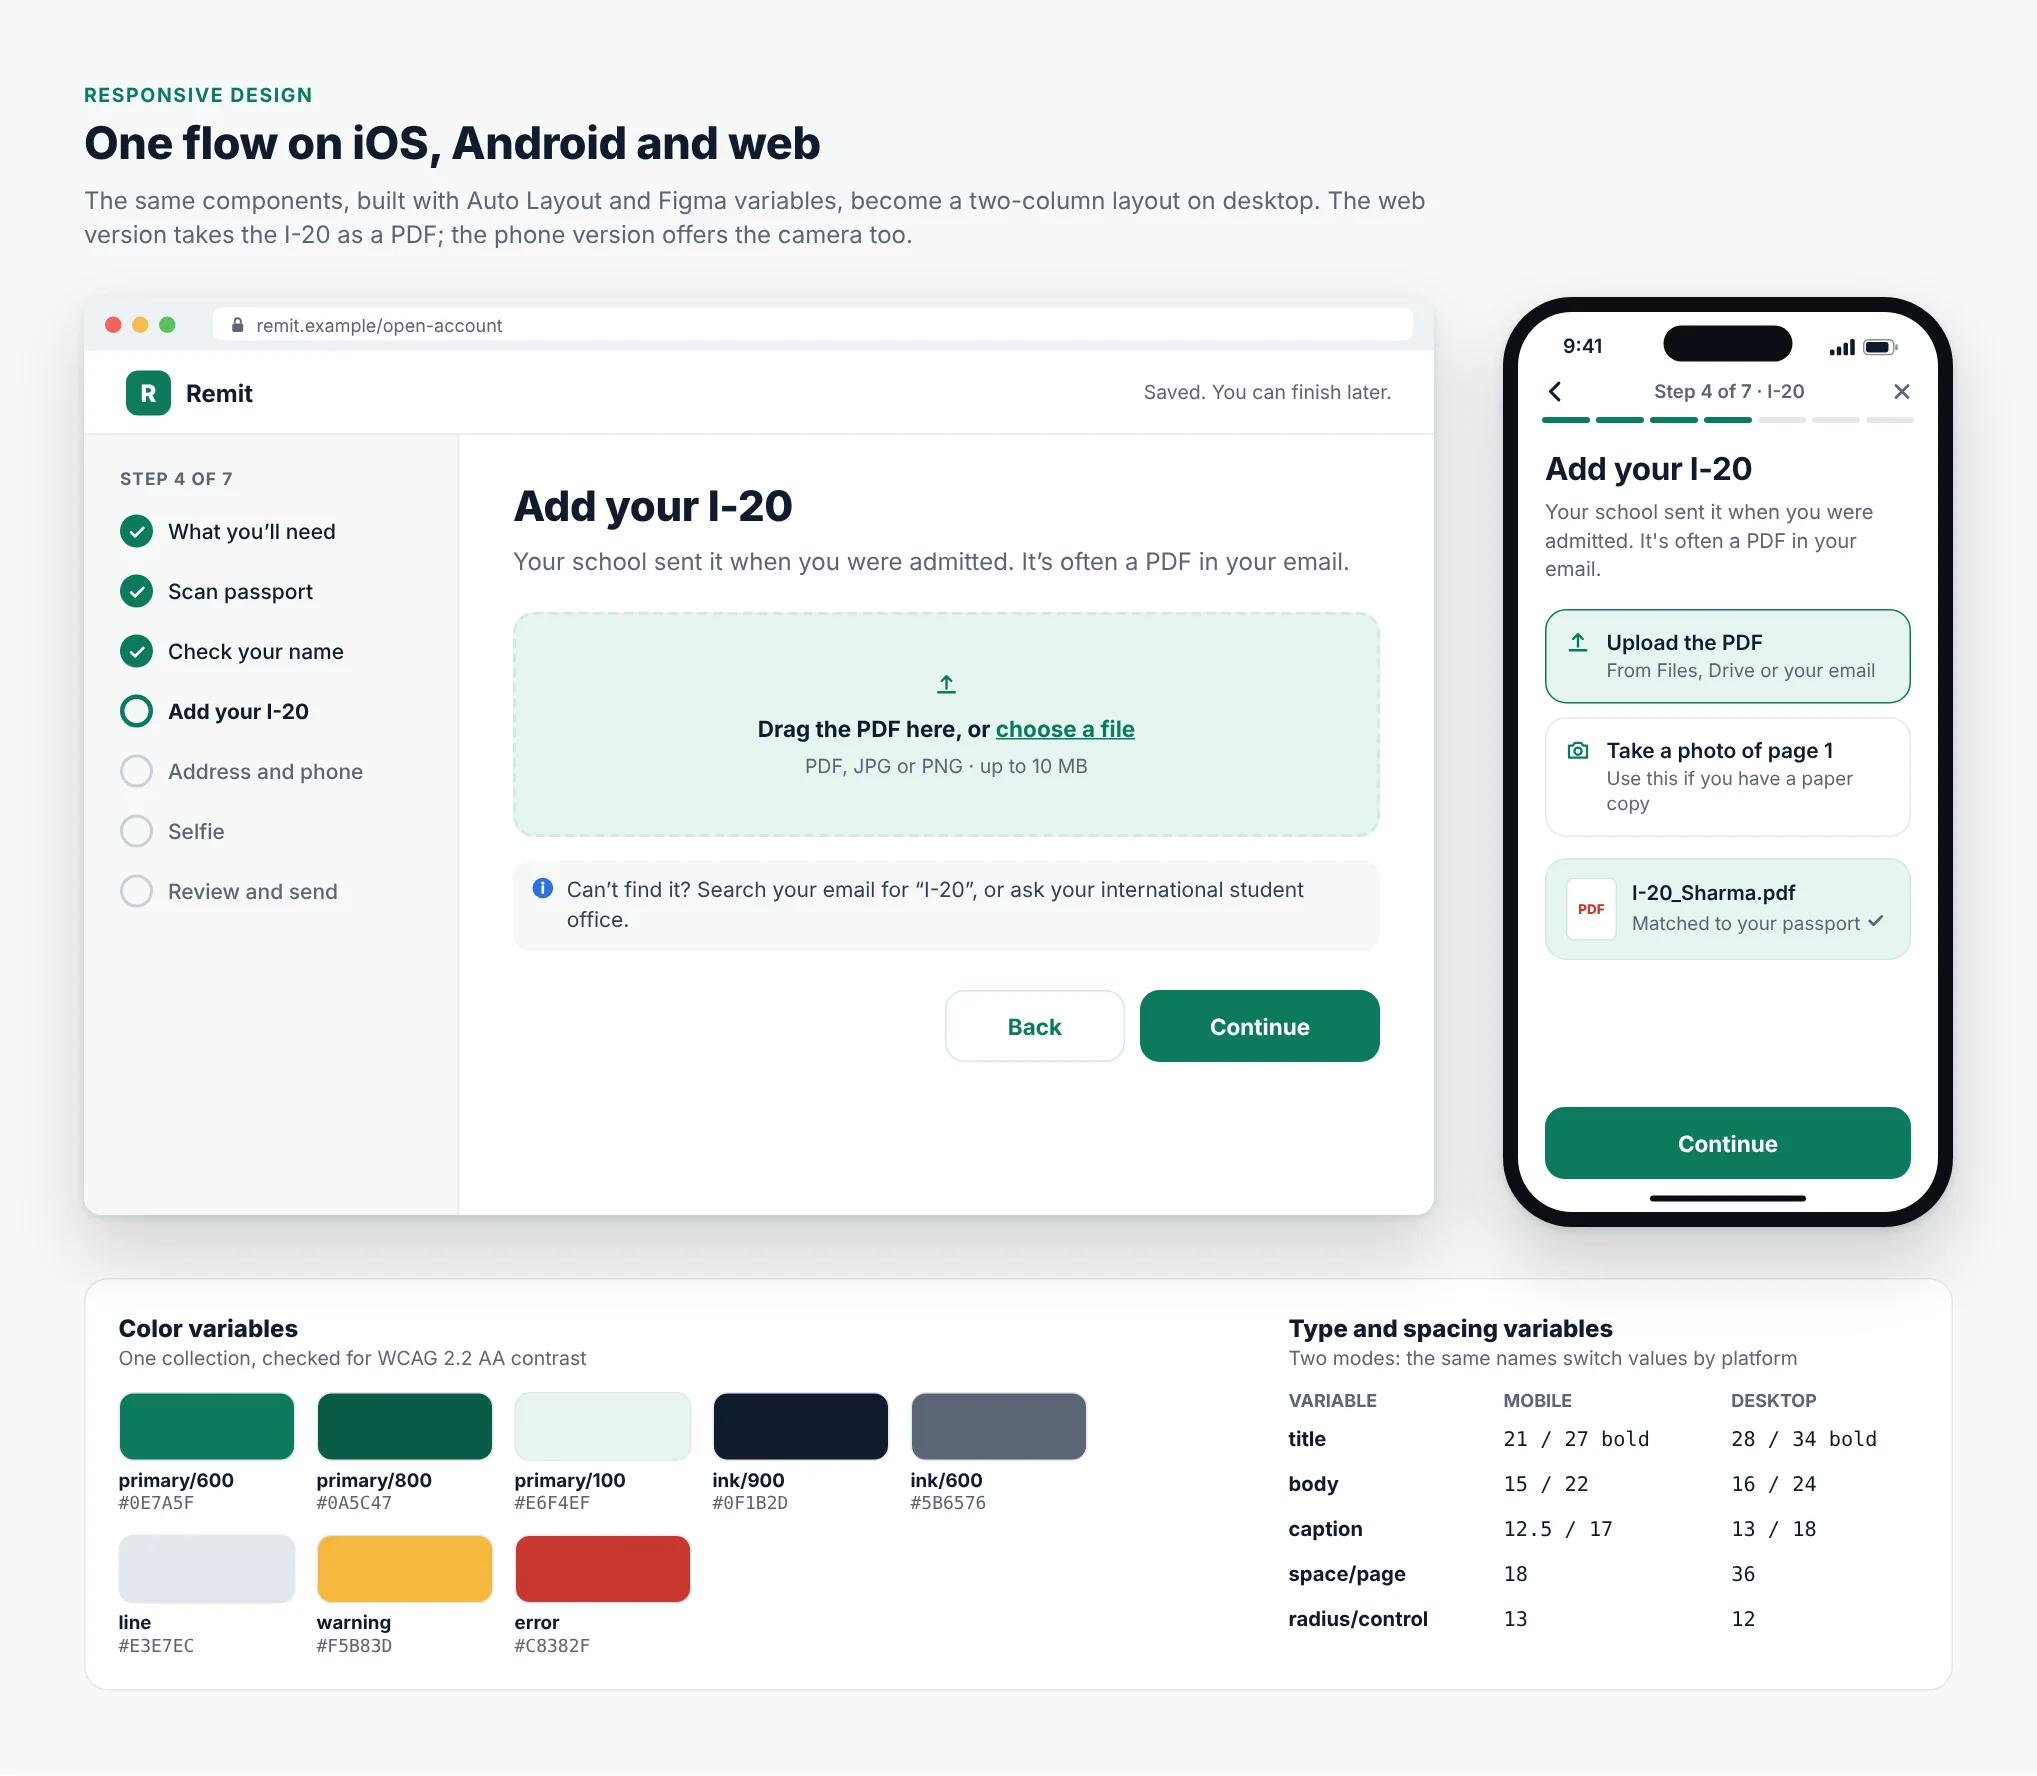 RESPONSIVE DESIGN
One flow on iOS, Android and web
The same components, built with Auto Layout and Figma variables, become a two-column layout on desktop. The web
version takes the I-20 as a PDF; the phone version offers the camera too.
remit.example/open-account
R Remit
Saved. You can finish later.
STEP 4 OF 7
What you’ll need
Scan passport
Check your name
Add your I-20
Address and phone
Selfie
Review and send
Add your I-20
Your school sent it when you were admitted. It’s often a PDF in your email.
Drag the PDF here, or choose a file
PDF, JPG or PNG · up to 10 MB
Can’t find it? Search your email for “I-20”, or ask your international student
office.
Back
Continue
9:41
Step 4 of 7 · I-20
Add your I-20
Your school sent it when you were
admitted. It's often a PDF in your
email.
Upload the PDF
From Files, Drive or your email
Take a photo of page 1
Use this if you have a paper
copy
PDF
I-20_Sharma.pdf
Matched to your passport
Continue
Color variables
One collection, checked for WCAG 2.2 AA contrast
primary/600
#0E7A5F
primary/800
#0A5C47
primary/100
#E6F4EF
ink/900
#0F1B2D
ink/600
#5B6576
line
#E3E7EC
warning
#F5B83D
error
#C8382F
Type and spacing variables
Two modes: the same names switch values by platform
VARIABLE MOBILE DESKTOP
title 21 / 27 bold 28 / 34 bold
body 15 / 22 16 / 24
caption 12.5 / 17 13 / 18
space/page 18 36
radius/control 13 12